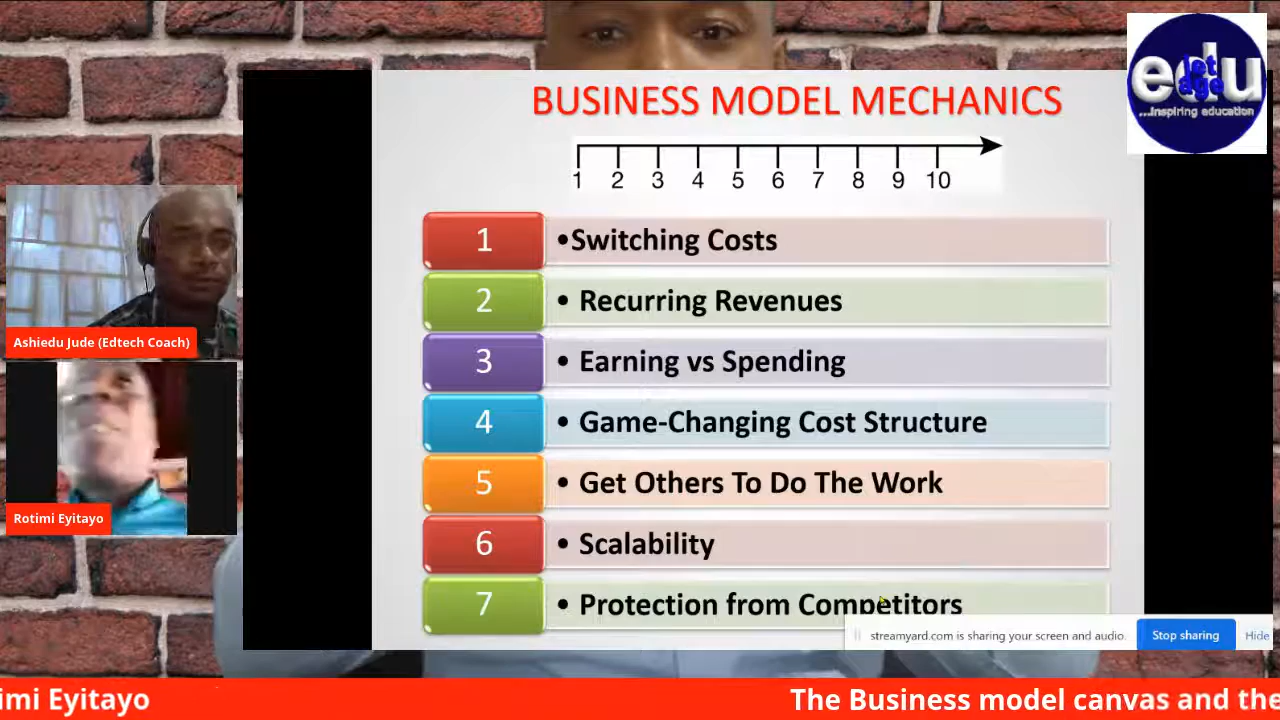 edu
let
age
...inspiring education
BUSINESS MODEL MECHANICS
1 2 3 4 5 6 7 8 9 10
1 •Switching Costs
2 • Recurring Revenues
3 • Earning vs Spending
4 • Game-Changing Cost Structure
5 • Get Others To Do The Work
6 • Scalability
7 • Protection from Competitors
Ashiedu Jude (Edtech Coach)
Rotimi Eyitayo
streamyard.com is sharing your screen and audio.
Stop sharing
Hide
imi Eyitayo
The Business model canvas and the